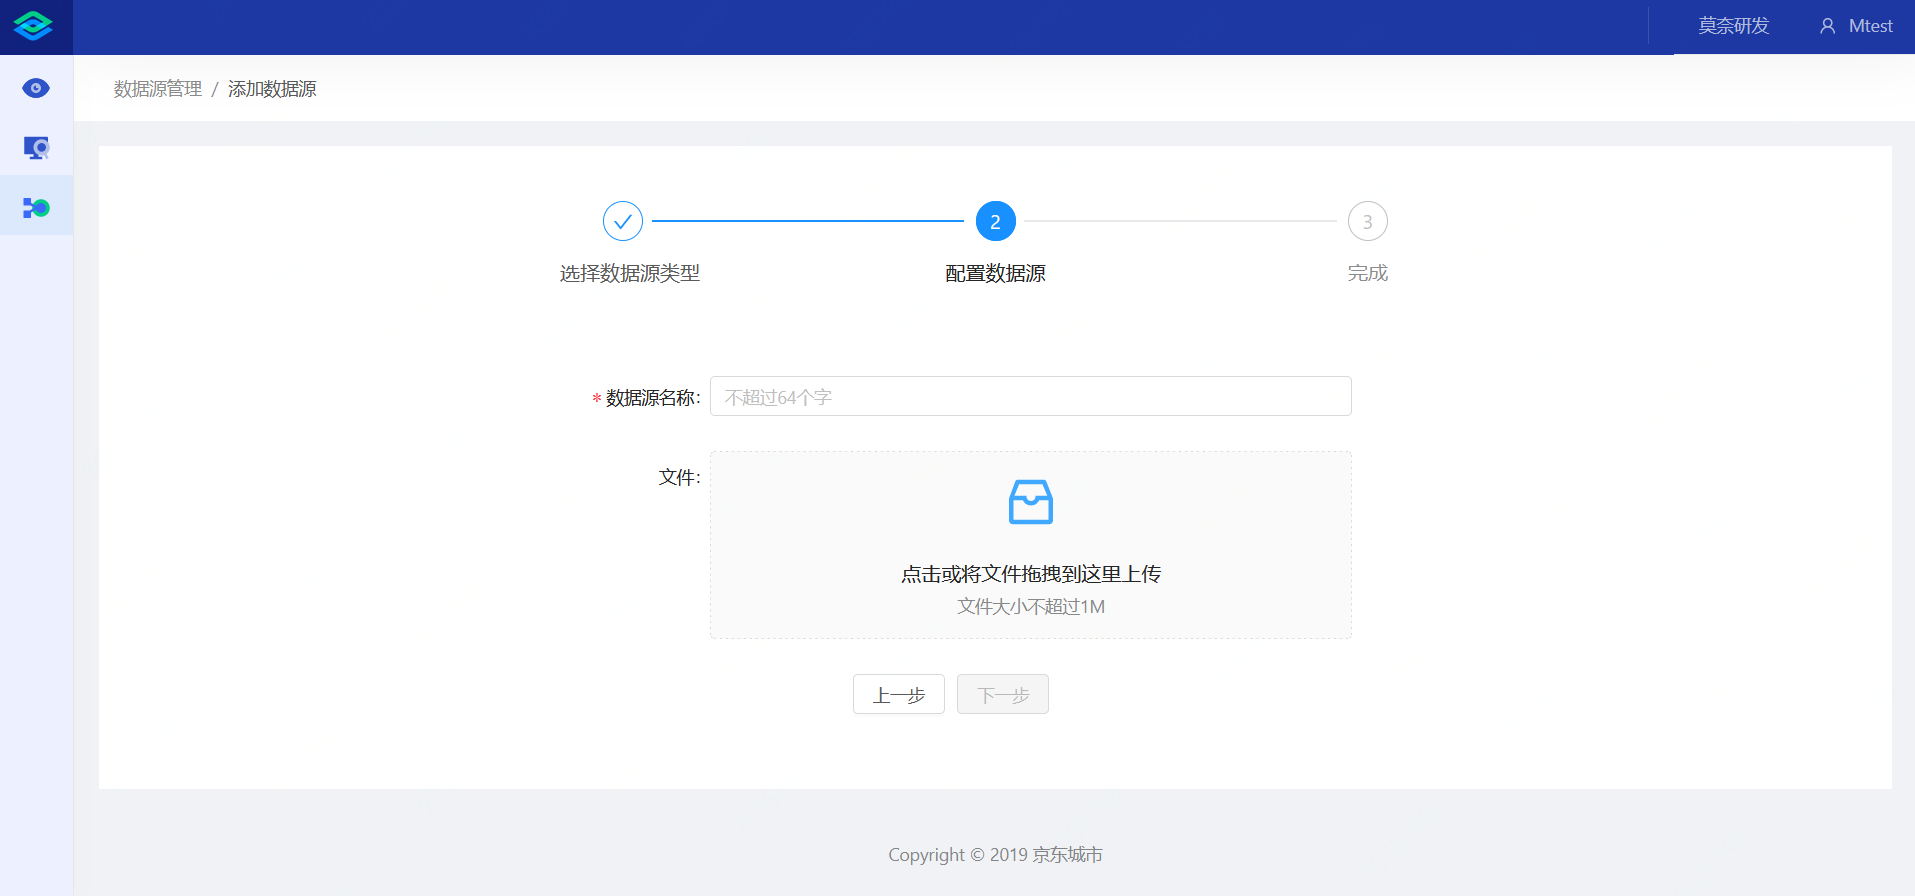 莫奈研发 Mtest
数据源管理 / 添加数据源
2 3
选择数据源类型 配置数据源 完成
* 数据源名称: 不超过64个字
文件:
点击或将文件拖拽到这里上传
文件大小不超过1M
上一步 下一步
Copyright © 2019 京东城市